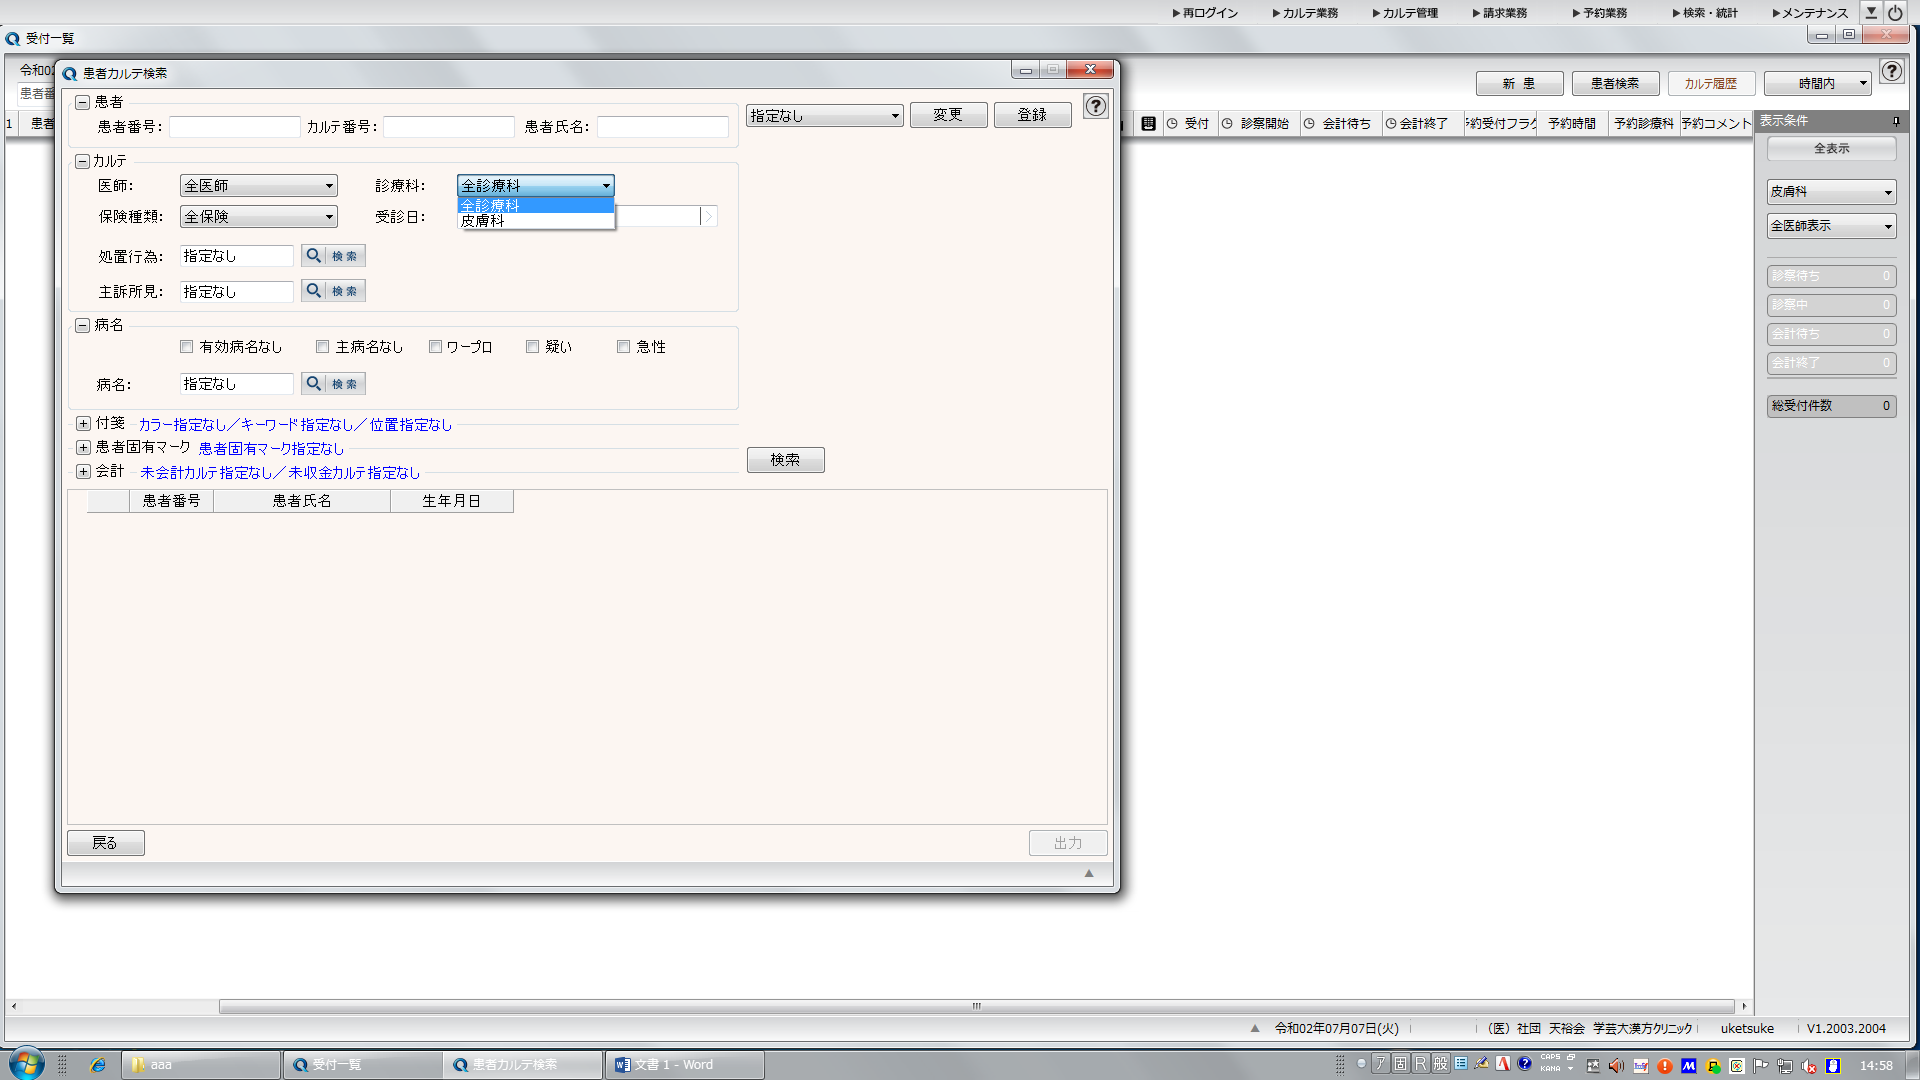 ▶再ログイン ▶カルテ業務 ▶カルテ管理 ▶請求業務 ▶予約業務 ▶検索・統計 ▶メンテナンス
受付一覧
令和02
患者番
新 患 患者検索 カルテ履歴 時間内
1 患者
受付 診察開始 会計待ち 会計終了 予約受付フラグ 予約時間 予約診療科 予約コメント
患者カルテ検索
患者
患者番号: カルテ番号: 患者氏名:
指定なし 変更 登録
カルテ
医師: 全医師 診療科: 全診療科
全診療科
皮膚科
保険種類: 全保険 受診日:
処置行為: 指定なし 検索
主訴所見: 指定なし 検索
病名
有効病名なし 主病名なし ワープロ 疑い 急性
病名: 指定なし 検索
付箋 カラー指定なし/キーワード指定なし/位置指定なし
患者固有マーク 患者固有マーク指定なし
会計 未会計カルテ指定なし/未収金カルテ指定なし
検索
患者番号 患者氏名 生年月日
戻る 出力
表示条件
全表示
皮膚科
全医師表示
診察待ち 0
診察中 0
会計待ち 0
会計終了 0
総受付件数 0
令和02年07月07日(火) (医)社団 天裕会 学芸大漢方クリニック uketsuke V1.2003.2004
aaa 受付一覧 患者カルテ検索 文書 1 - Word
ア 固 R 般 CAPS KANA 14:58